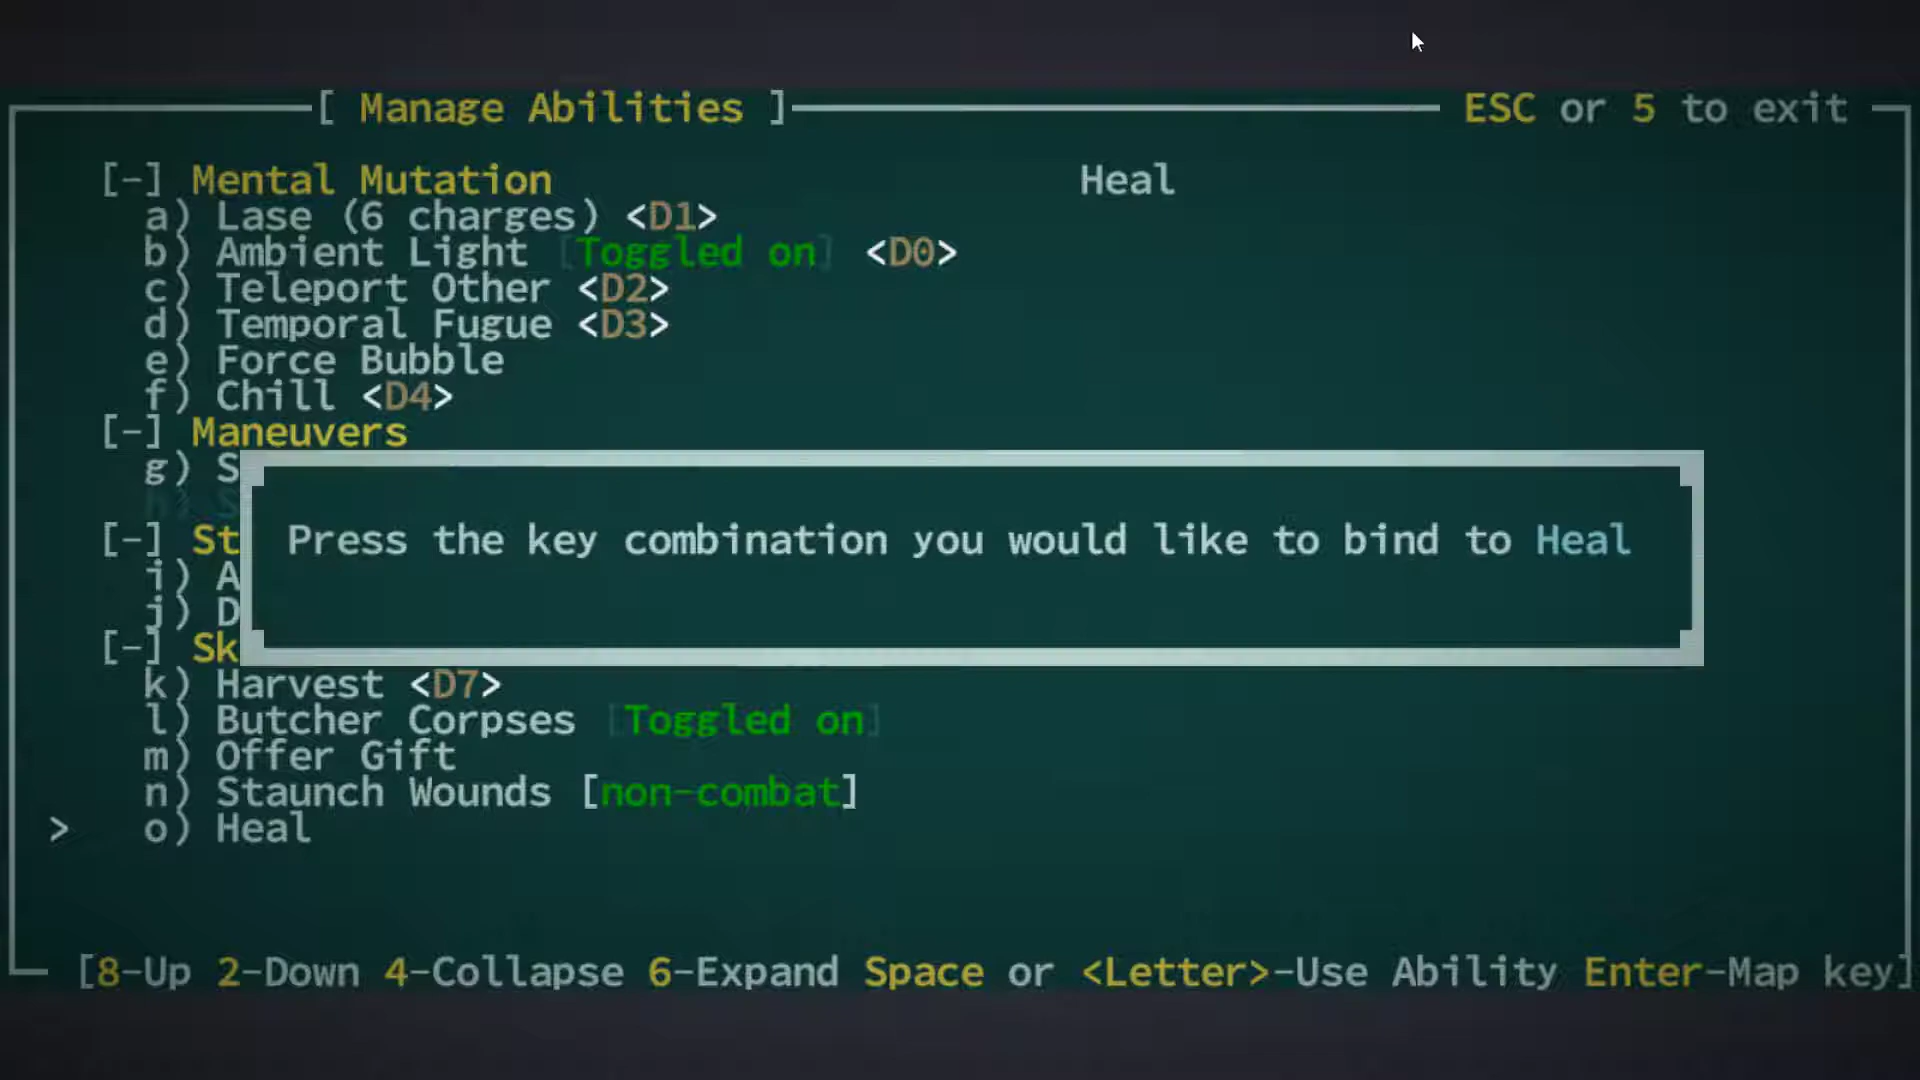 [ Manage Abilities ] ESC or 5 to exit
[-] Mental Mutation Heal
a) Lase (6 charges) <D1>
b) Ambient Light [Toggled on] <D0>
c) Teleport Other <D2>
d) Temporal Fugue <D3>
e) Force Bubble
f) Chill <D4>
[-] Maneuvers
g) S
h) S
[-] St
Press the key combination you would like to bind to Heal
i) A
j) D
[-] Sk
k) Harvest <D7>
l) Butcher Corpses [Toggled on]
m) Offer Gift
n) Staunch Wounds [non-combat]
> o) Heal
[8-Up 2-Down 4-Collapse 6-Expand Space or <Letter>-Use Ability Enter-Map key]